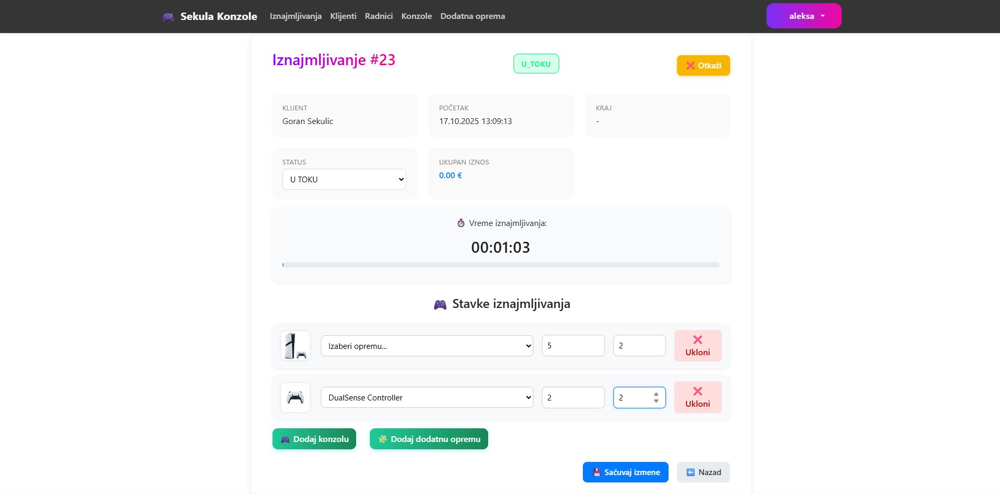 Sekula Konzole
Iznajmljivanja
Klijenti
Radnici
Konzole
Dodatna oprema
aleksa
Iznajmljivanje #23
U_TOKU
Otkaži
KLIJENT
Goran Sekulic
POČETAK
17.10.2025 13:09:13
KRAJ
-
STATUS
U TOKU
UKUPAN IZNOS
0.00 €
Vreme iznajmljivanja:
00:01:03
Stavke iznajmljivanja
Izaberi opremu...
5
2
Ukloni
DualSense Controller
2
2
Ukloni
Dodaj konzolu
Dodaj dodatnu opremu
Sačuvaj izmene
Nazad